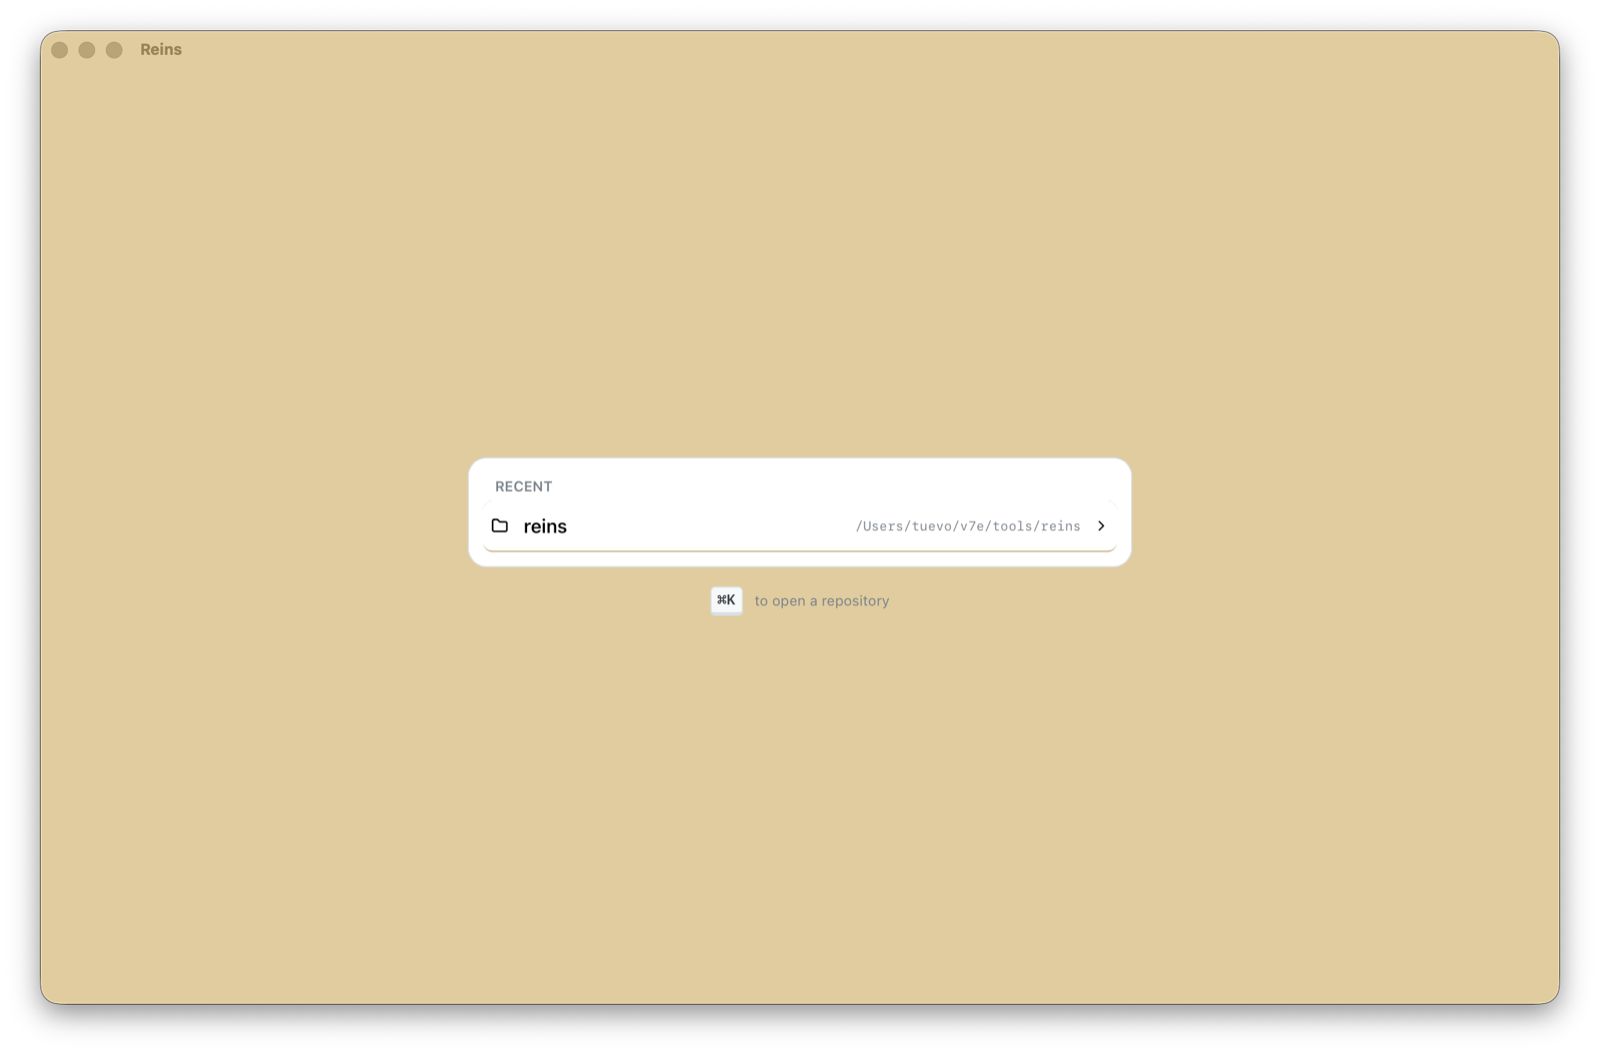 Reins
RECENT
reins /Users/tuevo/v7e/tools/reins
⌘K to open a repository